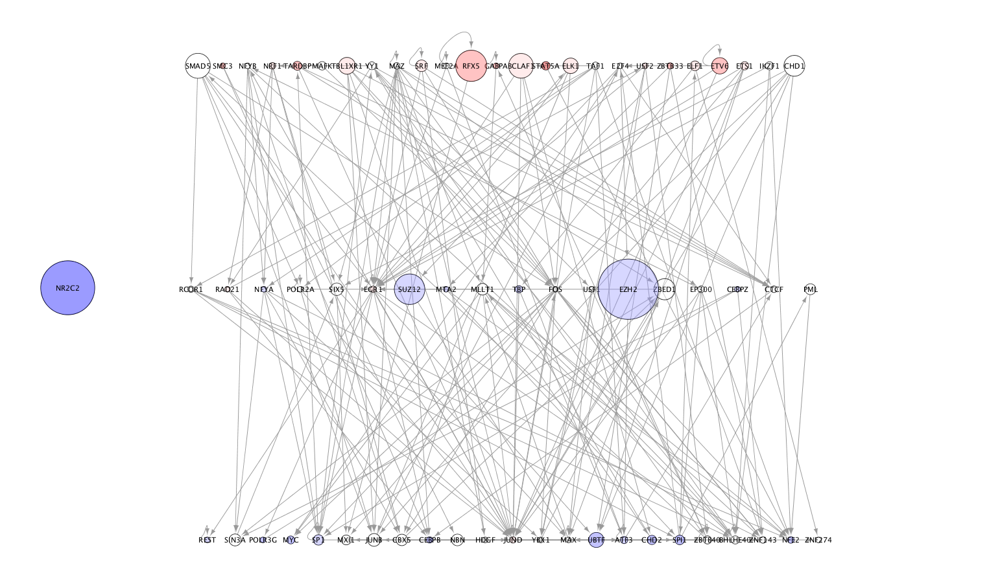 SMAD5 SMC3 NFYB NRF1 TARDBP MAFK TBL1XR1 YY1 MAZ SRF MEF2A RFX5 GABPA BCLAF1 STAT5A ELK1 TAF1 E2F4 USF2 ZBTB33 ELF1 ETV6 ETS1 IKZF1 CHD1
NR2C2 RCOR1 RAD21 NFYA POLR2A SIX5 EGR1 SUZ12 MTA2 MLLT1 TBP FOS USF1 EZH2 ZBED1 EP300 CEBPZ CTCF PML
REST SIN3A POLR3G MYC SP1 MXI1 JUNB CBX5 CEBPB NBN HDGF JUND YBX1 MAX UBTF ATF3 CHD2 SPI1 ZBTB40 BHLHE40 ZNF143 NFE2 ZNF274